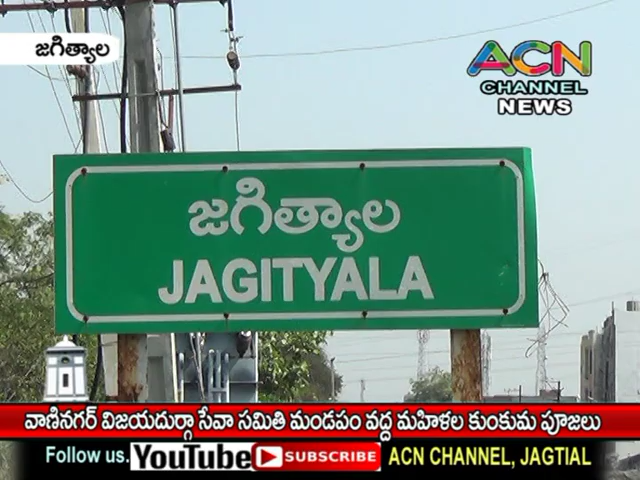 జగిత్యాల
ACN
CHANNEL
NEWS
జగిత్యాల
JAGITYALA
వాణినగర్ విజయదుర్గా సేవా సమితి మండపం వద్ద మహిళల కుంకుమ పూజలు
Follow us. YouTube SUBSCRIBE ACN CHANNEL, JAGTIAL